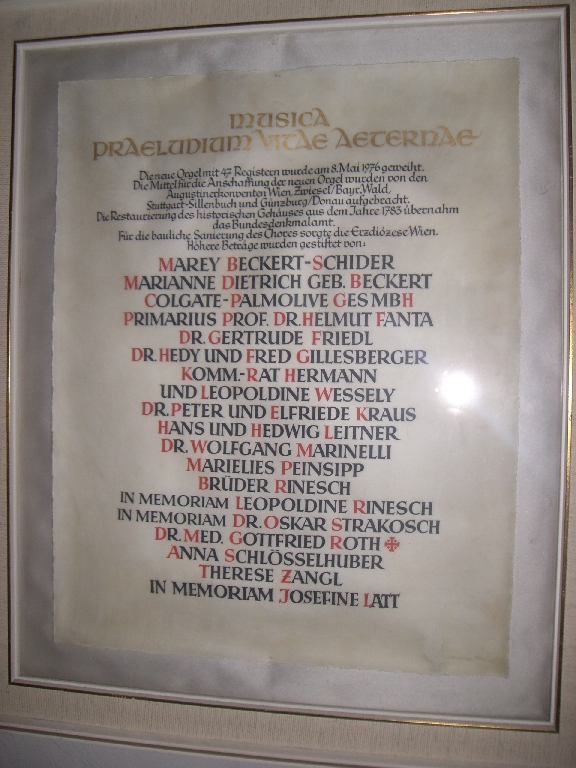 MUSICA
PRAELUDIUM VITAE AETERNAE
Die neue Orgel mit 47 Registern wurde am 8. Mai 1976 geweiht.
Die Mittel für die Anschaffung der neuen Orgel wurden von den
Augustinerkonventen Wien, Zwiesel/Bayr. Wald,
Stuttgart-Sillenbuch und Günzburg/Donau aufgebracht.
Die Restaurierung des historischen Gehäuses aus dem Jahre 1783 übernahm
das Bundesdenkmalamt.
Für die bauliche Sanierung des Chores sorgte die Erzdiözese Wien.
Höhere Beträge wurden gestiftet von:
MAREY BECKERT-SCHIDER
MARIANNE DIETRICH GEB. BECKERT
COLGATE-PALMOLIVE GESMBH
PRIMARIUS PROF. DR. HELMUT FANTA
DR. GERTRUDE FRIEDL
DR. HEDY UND FRED GILLESBERGER
KOMM.-RAT HERMANN
UND LEOPOLDINE WESSELY
DR. PETER UND ELFRIEDE KRAUS
HANS UND HEDWIG LEITNER
DR. WOLFGANG MARINELLI
MARIELIES PEINSIPP
BRÜDER RINESCH
IN MEMORIAM LEOPOLDINE RINESCH
IN MEMORIAM DR. OSKAR STRAKOSCH
DR. MED. GOTTFRIED ROTH
ANNA SCHLÖSSELHUBER
THERESE ZANGL
IN MEMORIAM JOSEFINE LATT